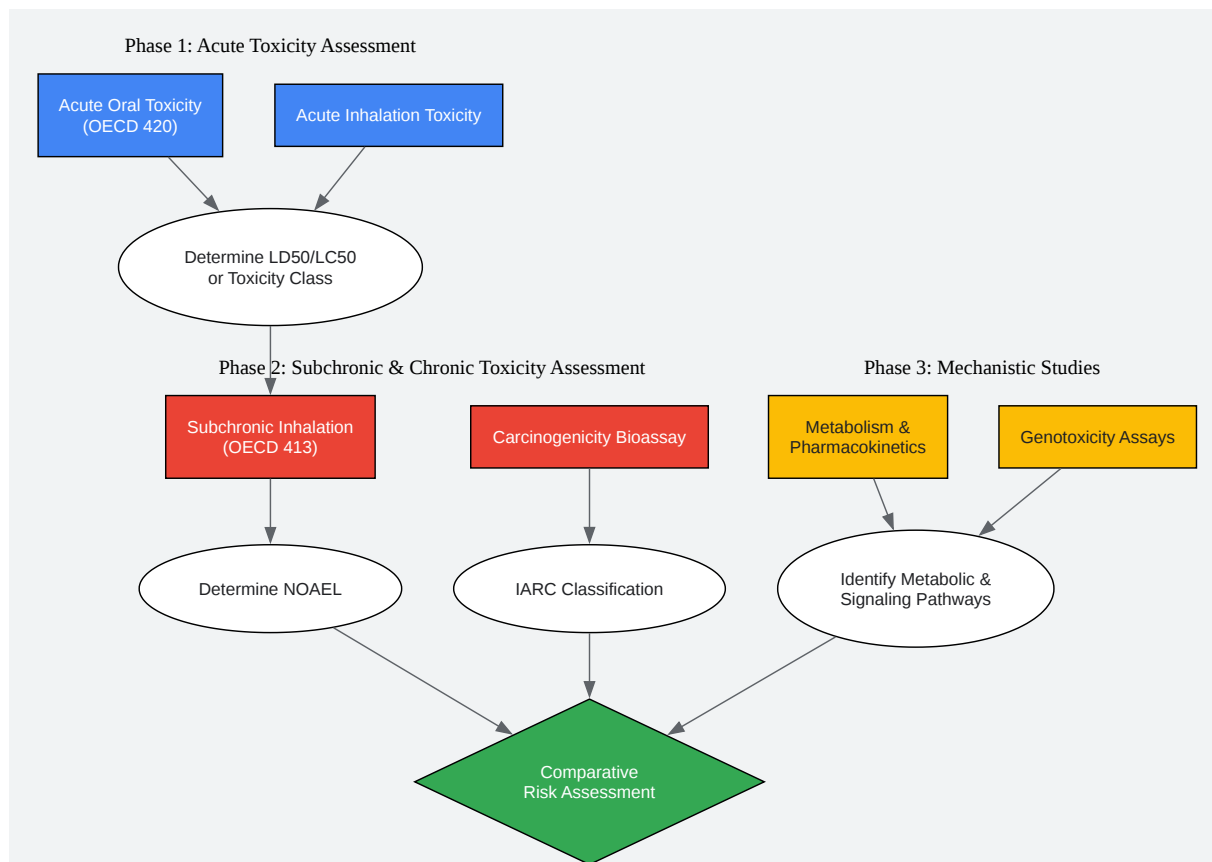 Phase 1: Acute Toxicity Assessment
Acute Oral Toxicity
(OECD 420)
Acute Inhalation Toxicity
Determine LD50/LC50
or Toxicity Class
Phase 2: Subchronic & Chronic Toxicity Assessment
Phase 3: Mechanistic Studies
Subchronic Inhalation
(OECD 413)
Carcinogenicity Bioassay
Metabolism &
Pharmacokinetics
Genotoxicity Assays
Determine NOAEL
IARC Classification
Identify Metabolic &
Signaling Pathways
Comparative
Risk Assessment